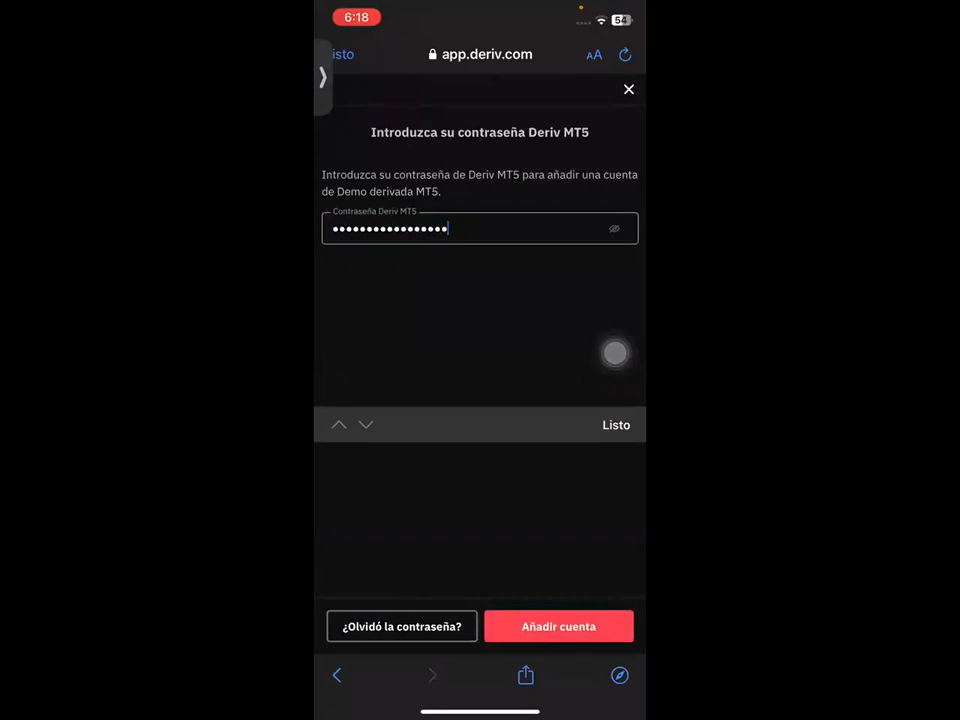 6:18
54
isto
app.deriv.com
AA
Introduzca su contraseña Deriv MT5
Introduzca su contraseña de Deriv MT5 para añadir una cuenta
de Demo derivada MT5.
Contraseña Deriv MT5
•••••••••••••••••
Listo
¿Olvidó la contraseña?
Añadir cuenta